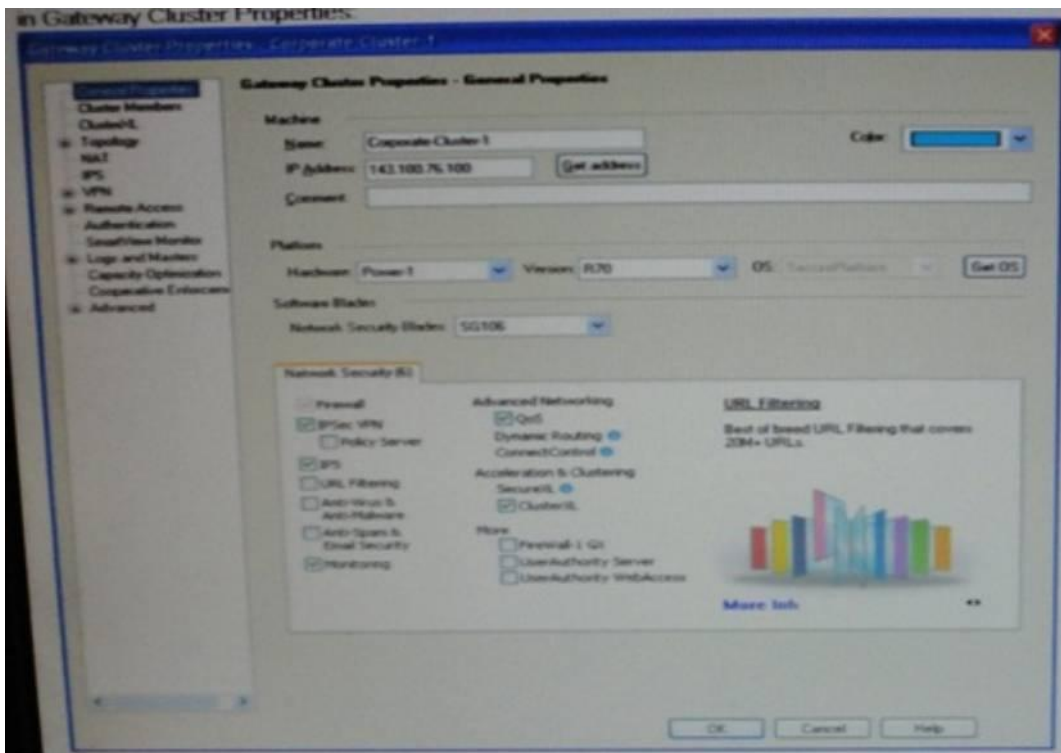 in Gateway Cluster Properties:
Gateway Cluster Properties - Corporate-Cluster-1
General Properties
Cluster Members
ClusterXL
Topology
NAT
IPS
VPN
Remote Access
Authentication
SmartView Monitor
Logs and Masters
Capacity Optimization
Cooperative Enforcem
Advanced
Gateway Cluster Properties - General Properties
Machine
Name: Corporate-Cluster-1
Color:
IP Address: 143.100.76.100 Get address
Comment:
Platform
Hardware: Power-1 Version: R70 OS: SecurePlatform Get OS
Software Blades
Network Security Blades: SG106
Network Security (6)
Firewall
IPSec VPN
Policy Server
IPS
URL Filtering
Anti-Virus &
Anti-Malware
Anti-Spam &
Email Security
Monitoring
Advanced Networking
QoS
Dynamic Routing
ConnectControl
Acceleration & Clustering
SecureXL
ClusterXL
More
Firewall-1 GX
UserAuthority Server
UserAuthority WebAccess
URL Filtering
Best of breed URL Filtering that covers
20M+ URLs.
More Info
OK Cancel Help